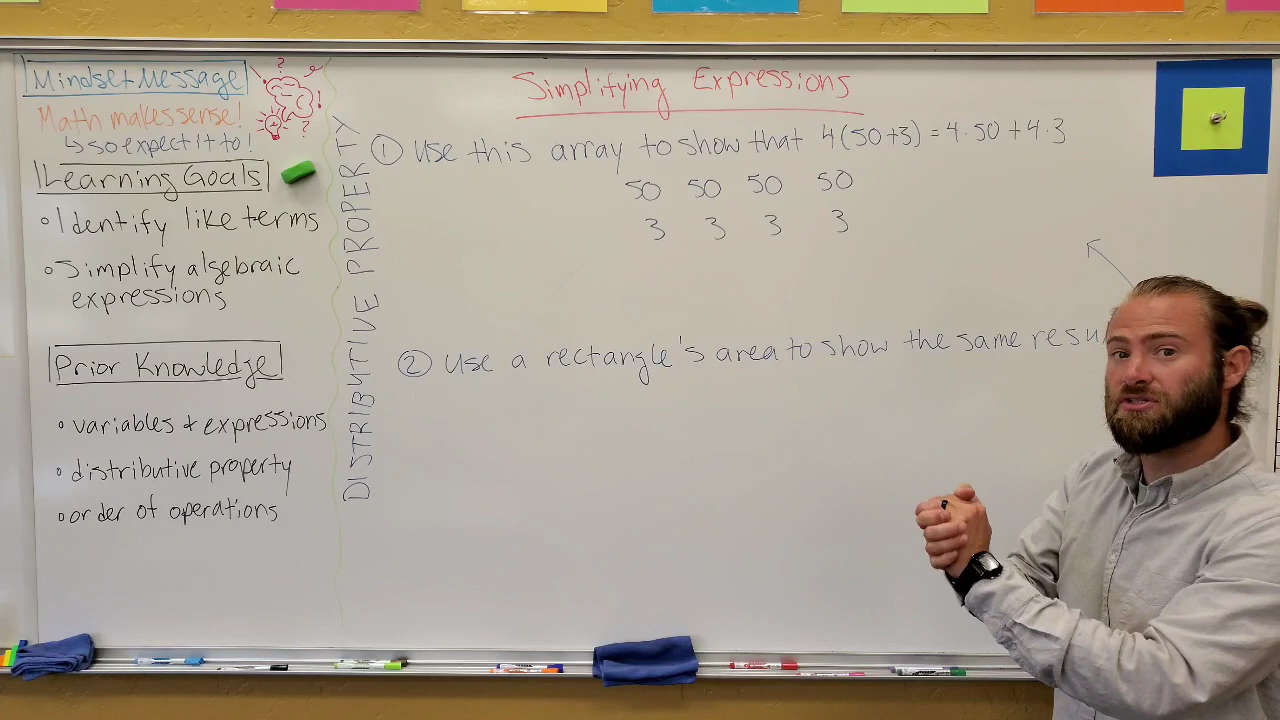 Mindset Message
Math makes sense!
↳ so expect it to!
Learning Goals
• Identify like terms
• Simplify algebraic
expressions
Prior Knowledge
• variables + expressions
• distributive property
• order of operations
DISTRIBUTIVE PROPERTY
Simplifying Expressions
① Use this array to show that 4(50+3) = 4·50 + 4·3
50 50 50 50
3 3 3 3
② Use a rectangle's area to show the same